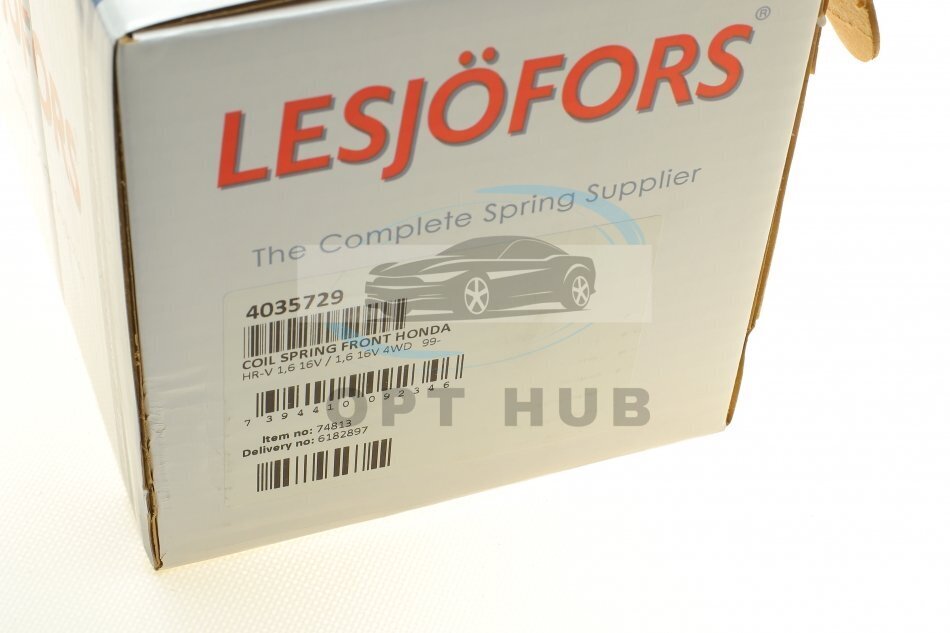 LESJÖFORS®
The Complete Spring Supplier
4035729
COIL SPRING FRONT HONDA
HR-V 1,6 16V / 1,6 16V 4WD 99-
7 394410 092346
Item no: 74813
Delivery no: 6182897
OPT HUB
ORS